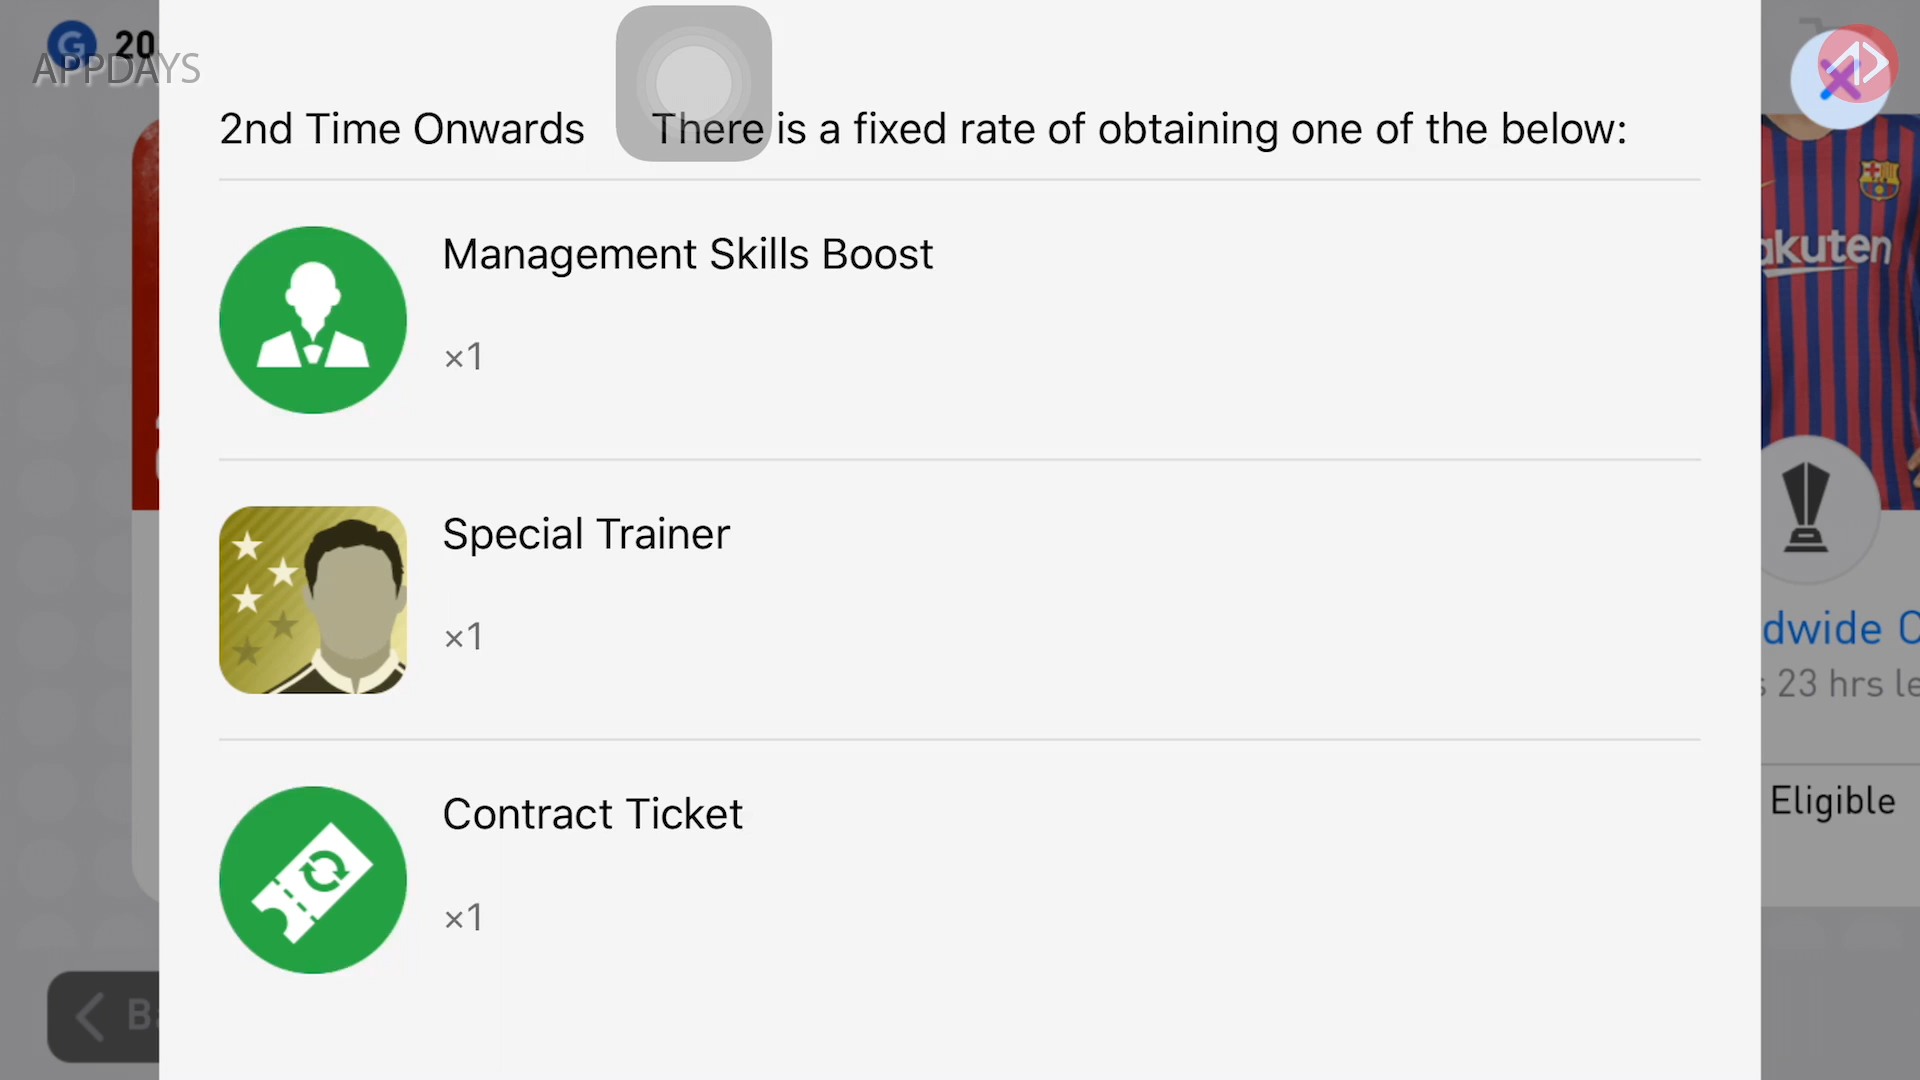 20
APPDAYS
2nd Time Onwards There is a fixed rate of obtaining one of the below:
Management Skills Boost
×1
Special Trainer
×1
Contract Ticket
×1
akuten
dwide C
23 hrs le
Eligible